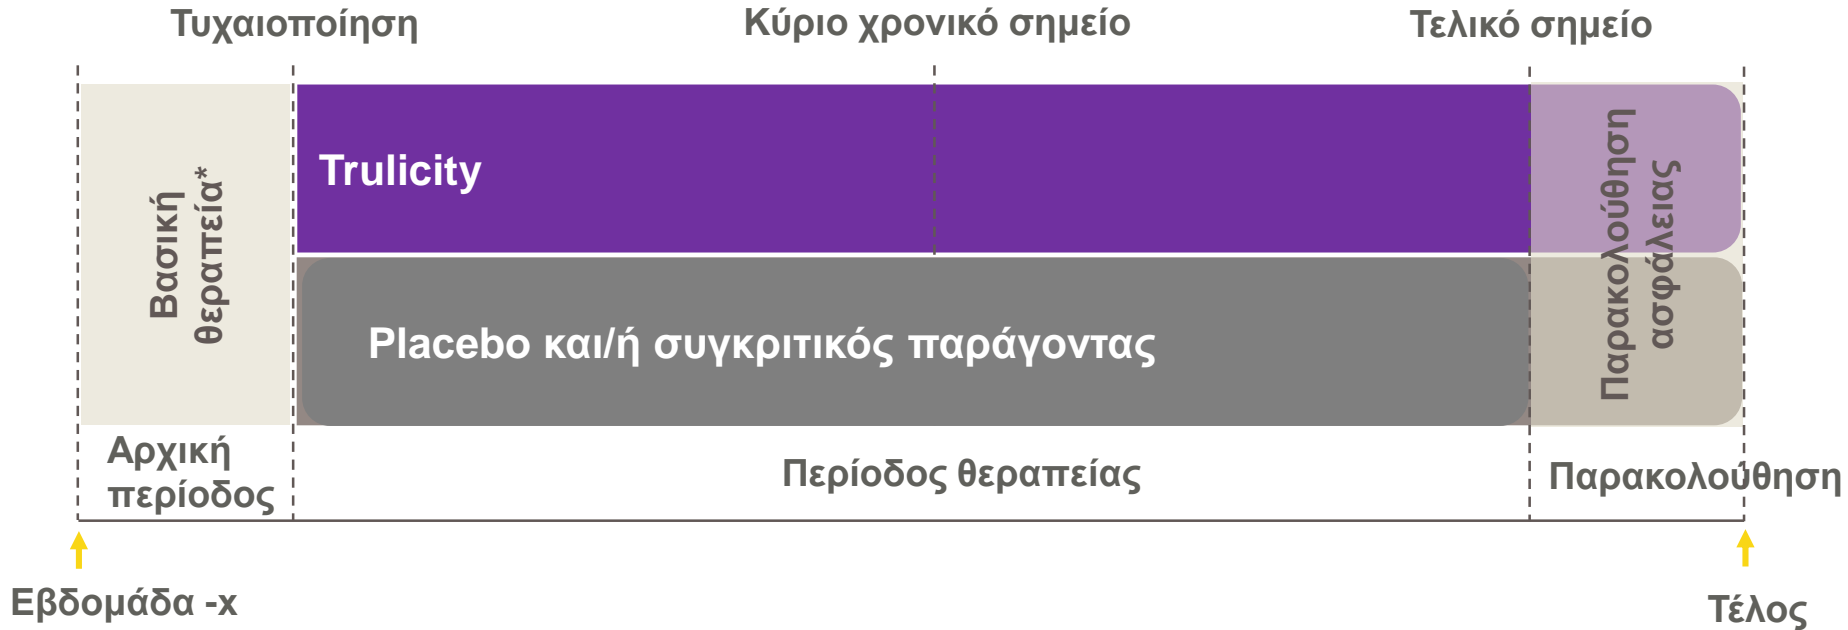 Τυχαιοποίηση
Κύριο χρονικό σημείο
Τελικό σημείο
Βασική
θεραπεία*
Trulicity
Placebo και/ή συγκριτικός παράγοντας
Παρακολούθηση
ασφάλειας
Αρχική
περίοδος
Περίοδος θεραπείας
Παρακολούθηση
Εβδομάδα -x
Τέλος